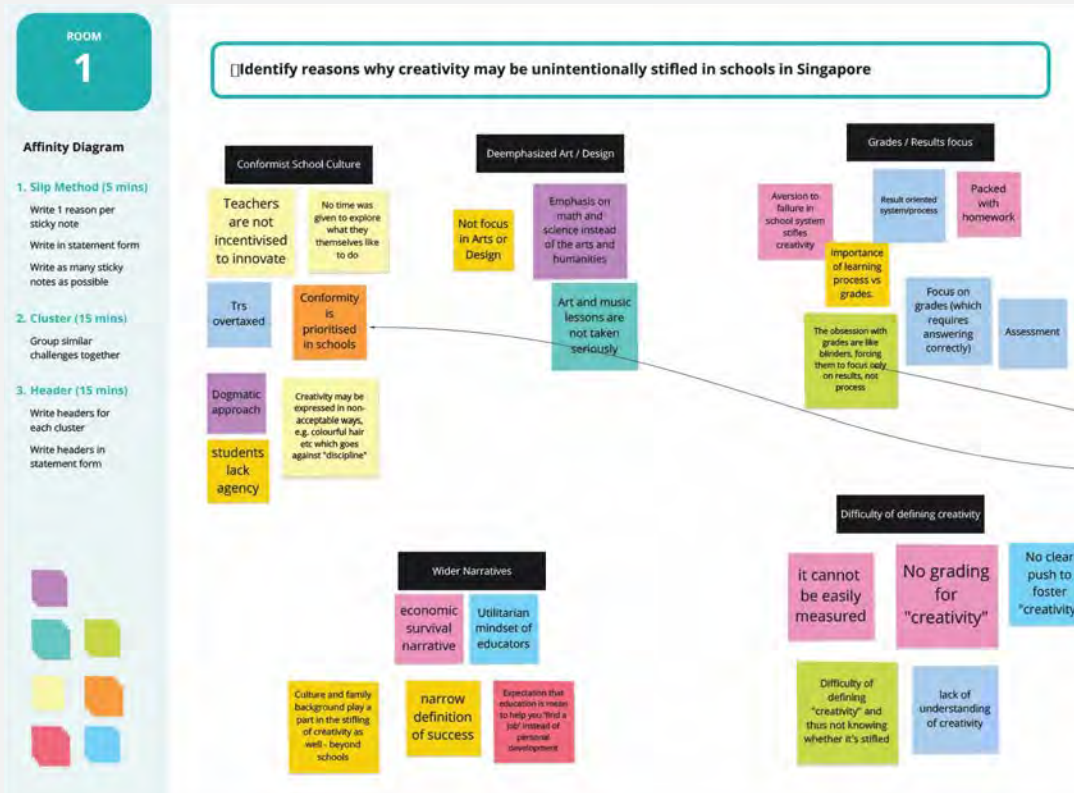 ROOM
1
Identify reasons why creativity may be unintentionally stifled in schools in Singapore
Affinity Diagram
1. Slip Method (5 mins)
Write 1 reason per
sticky note
Write in statement form
Write as many sticky
notes as possible
2. Cluster (15 mins)
Group similar
challenges together
3. Header (15 mins)
Write headers for
each cluster
Write headers in
statement form
Conformist School Culture
Teachers
are not
incentivised
to innovate
No time was
given to explore
what they
themselves like
to do
Trs
overtaxed
Conformity
is
prioritised
in schools
Dogmatic
approach
Creativity may be
expressed in non-
acceptable ways,
e.g. colourful hair
etc which goes
against "discipline"
students
lack
agency
Deemphasized Art / Design
Not focus
in Arts or
Design
Emphasis on
math and
science instead
of the arts and
humanities
Art and music
lessons are
not taken
seriously
Grades / Results focus
Aversion to
failure in
school system
stifles
creativity
Result oriented
system/process
Packed
with
homework
Importance
of learning
process vs
grades.
Focus on
grades (which
requires
answering
correctly)
Assessment
The obsession with
grades are like
blinders, forcing
them to focus only
on results, not
process
Wider Narratives
economic
survival
narrative
Utilitarian
mindset of
educators
Culture and family
background play a
part in the stifling
of creativity as
well - beyond
schools
narrow
definition
of success
Expectation that
education is mean
to help you 'find a
job' instead of
personal
development
Difficulty of defining creativity
it cannot
be easily
measured
No grading
for
"creativity"
No clear
push to
foster
"creativity
Difficulty of
defining
"creativity" and
thus not knowing
whether it's stifled
lack of
understanding
of creativity